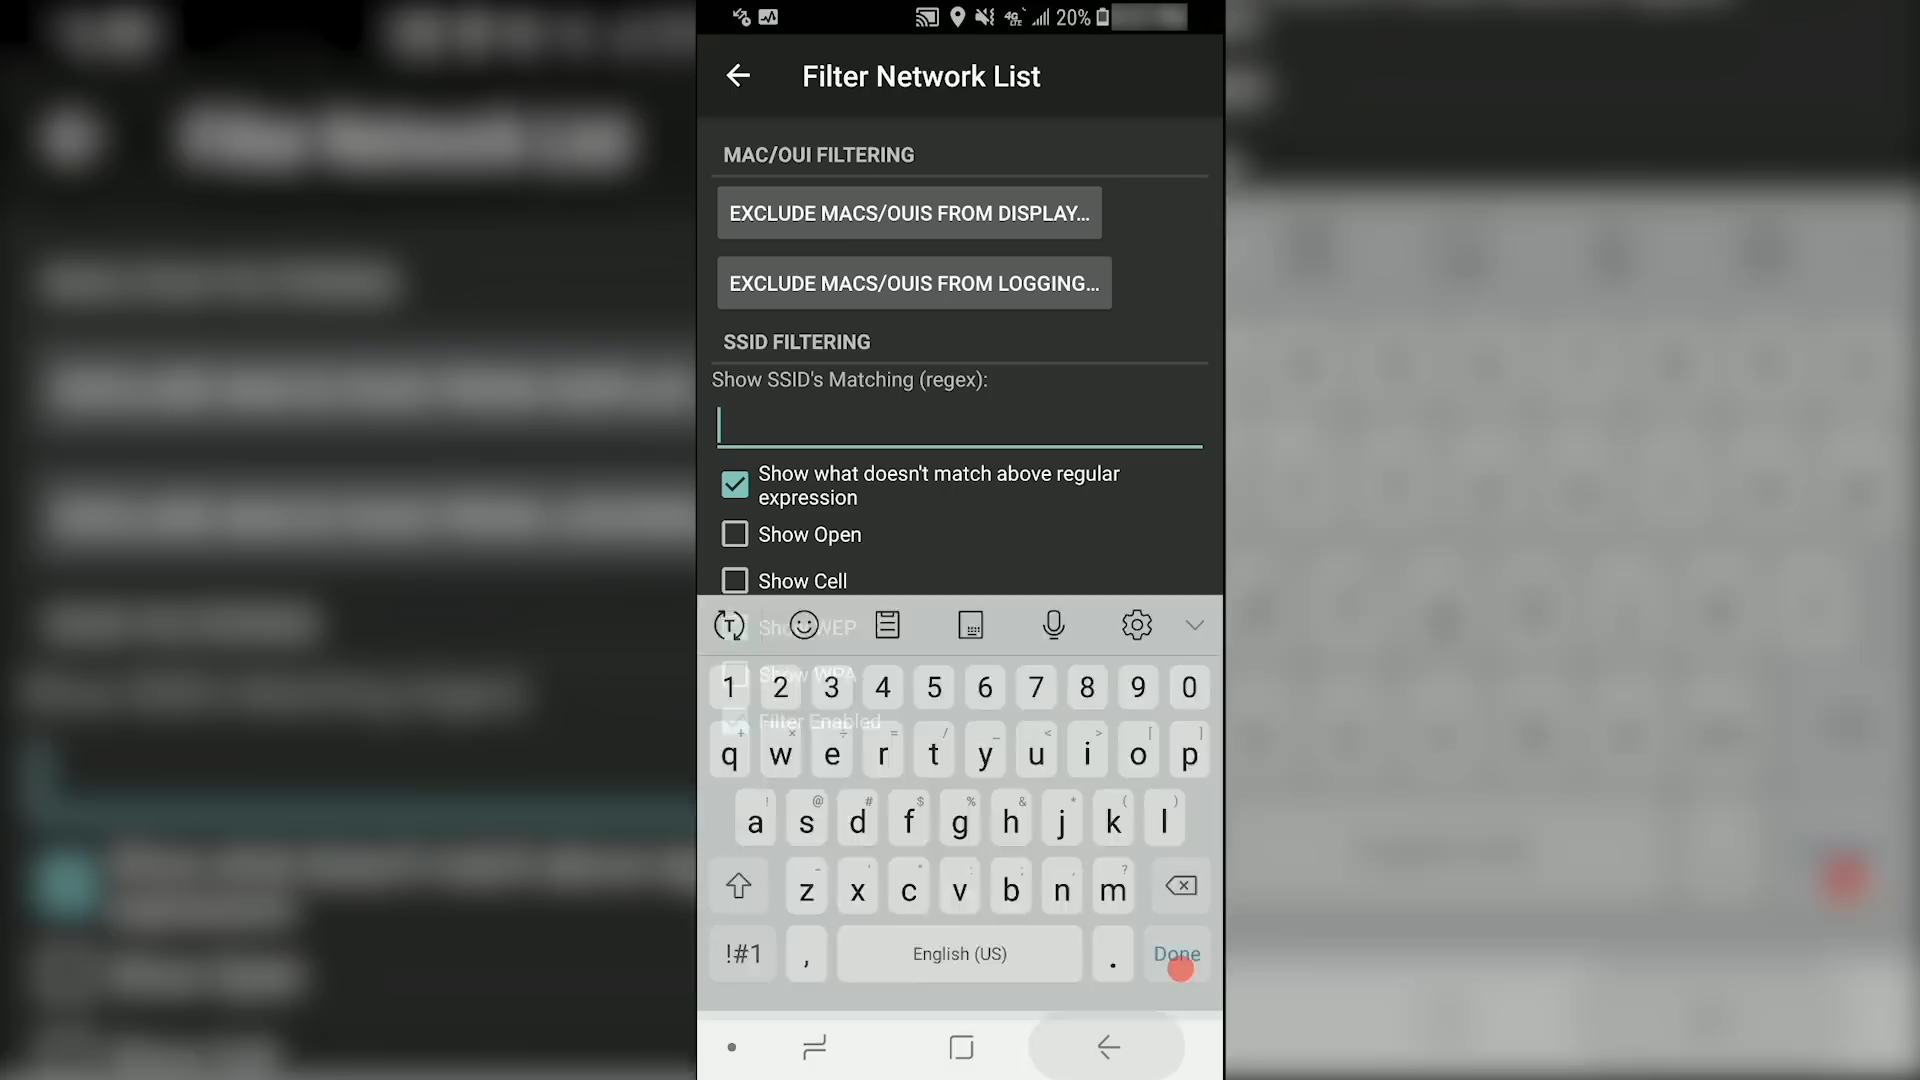 4G LTE 20%
Filter Network List
MAC/OUI FILTERING
EXCLUDE MACS/OUIS FROM DISPLAY...
EXCLUDE MACS/OUIS FROM LOGGING...
SSID FILTERING
Show SSID's Matching (regex):
Show what doesn't match above regular
expression
Show Open
Show Cell
Show WEP
Show WPA
Filter Enabled
1 2 3 4 5 6 7 8 9 0
q w e r t y u i o p
a s d f g h j k l
z x c v b n m
!#1 , English (US) . Done